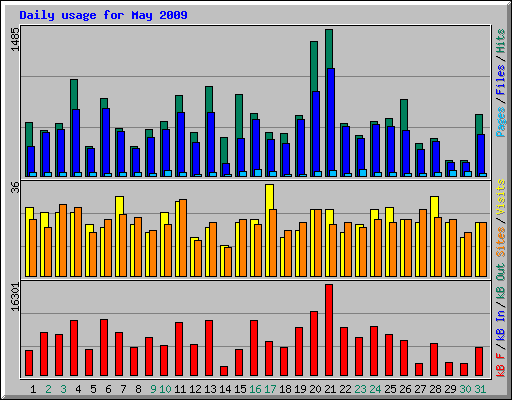 Daily usage for May 2009
1485
Pages / Files / Hits
36
Sites / Visits
16301
kB F / kB In / kB Out
1 2 3 4 5 6 7 8 9 10 11 12 13 14 15 16 17 18 19 20 21 22 23 24 25 26 27 28 29 30 31